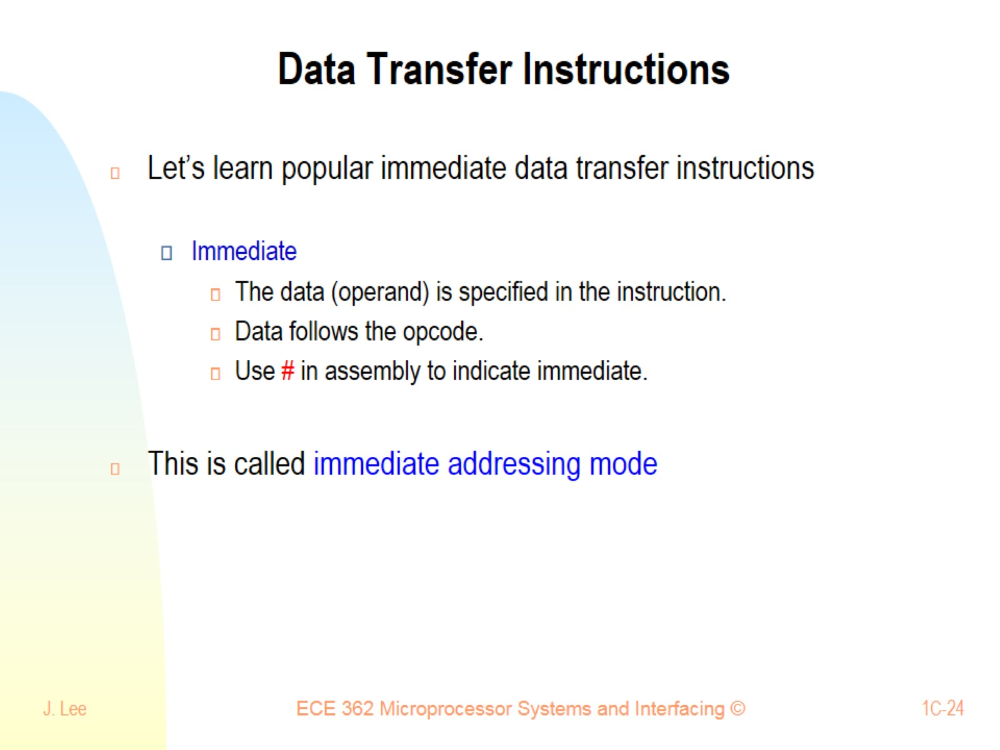 Data Transfer Instructions
Let’s learn popular immediate data transfer instructions
Immediate
The data (operand) is specified in the instruction.
Data follows the opcode.
Use # in assembly to indicate immediate.
This is called immediate addressing mode
J. Lee
ECE 362 Microprocessor Systems and Interfacing ©
1C-24